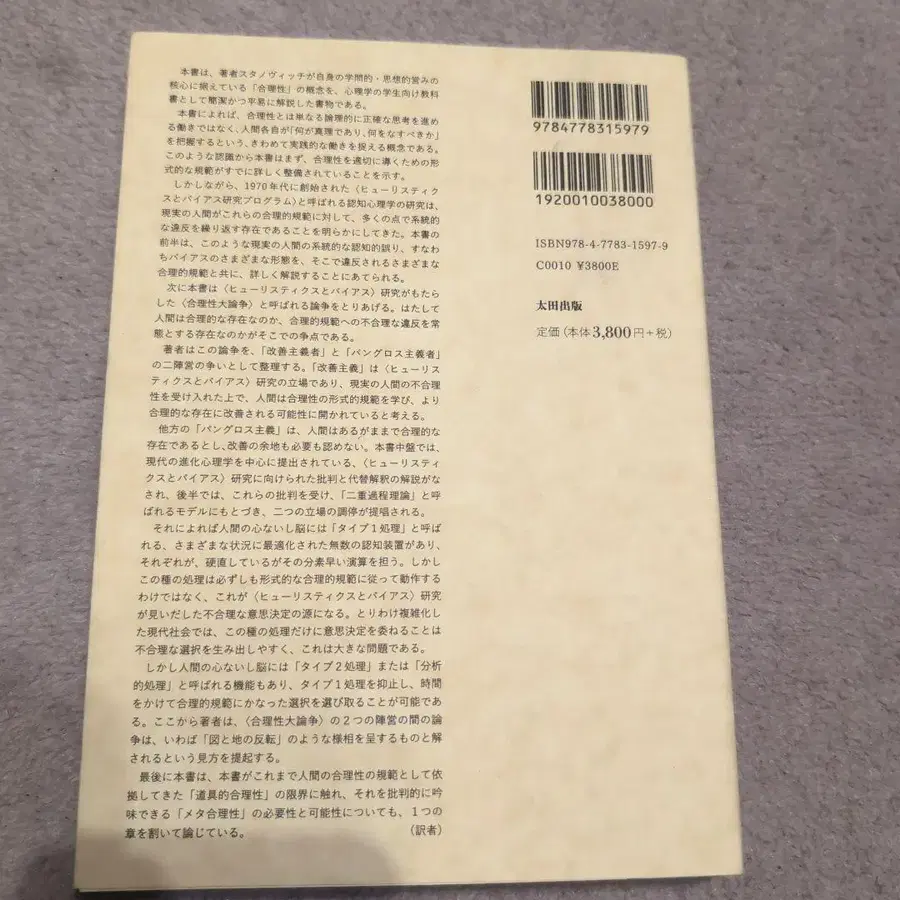 本書は、著者スタノヴィッチが自身の学問的・思想的営みの
核心に据えている「合理性」の概念を、心理学の学生向け教科
書として簡潔かつ平易に解説した書物である。
本書によれば、合理性とは単なる論理的に正確な思考を進め
る働きではなく、人間各自が「何が真理であり、何をなすべきか」
を把握するという、きわめて実践的な働きを捉える概念である。
このような認識から本書はまず、合理性を適切に導くための形
式的な規範がすでに詳しく整備されていることを示す。
しかしながら、1970年代に創始された〈ヒューリスティク
スとバイアス研究プログラム〉と呼ばれる認知心理学の研究は、
現実の人間がこれらの合理的規範に対して、多くの点で系統的
な違反を繰り返す存在であることを明らかにしてきた。本書の
前半は、このような現実の人間の系統的な認知的誤り、すなわ
ちバイアスのさまざまな形態を、そこで違反されるさまざまな
合理的規範と共に、詳しく解説することにあてられる。
次に本書は〈ヒューリスティクスとバイアス〉研究がもたら
した〈合理性大論争〉と呼ばれる論争をとりあげる。はたして
人間は合理的な存在なのか、合理的規範への不合理な違反を常
態とする存在なのかがそこでの争点である。
著者はこの論争を、「改善主義者」と「パングロス主義者」
の二陣営の争いとして整理する。「改善主義」は〈ヒューリス
ティクスとバイアス〉研究の立場であり、現実の人間の不合理
性を受け入れた上で、人間は合理性の形式的規範を学び、より
合理的な存在に改善される可能性に開かれていると考える。
他方の「パングロス主義」は、人間はあるがままで合理的な
存在であるとし、改善の余地も必要も認めない。本書中盤では、
現代の進化心理学を中心に提出されている、〈ヒューリスティ
クスとバイアス〉研究に向けられた批判と代替解釈の解説がな
され、後半では、これらの批判を受け、「二重過程理論」と呼
ばれるモデルにもとづき、二つの立場の調停が提唱される。
それによれば人間の心ないし脳には「タイプ1処理」と呼ば
れる、さまざまな状況に最適化された無数の認知装置があり、
それぞれが、硬直しているがその分素早い演算を担う。しかし
この種の処理は必ずしも形式的な合理的規範に従って動作する
わけではなく、これが〈ヒューリスティクスとバイアス〉研究
が見いだした不合理な意思決定の源になる。とりわけ複雑化し
た現代社会では、この種の処理だけに意思決定を委ねることは
不合理な選択を生み出しやすく、これは大きな問題である。
しかし人間の心ないし脳には「タイプ2処理」または「分析
的処理」と呼ばれる機能もあり、タイプ1処理を抑止し、時間
をかけて合理的規範にかなった選択を選び取ることが可能であ
る。ここから著者は、〈合理性大論争〉の2つの陣営の間の論
争は、いわば「図と地の反転」のような様相を呈するものと解
されるという見方を提起する。
最後に本書は、本書がこれまで人間の合理性の規範として依
拠してきた「道具的合理性」の限界に触れ、それを批判的に吟
味できる「メタ合理性」の必要性と可能性についても、1つの
章を割いて論じている。 (訳者)
9784778315979
1920010038000
ISBN978-4-7783-1597-9
C0010 ¥3800E
太田出版
定価(本体3,800円+税)